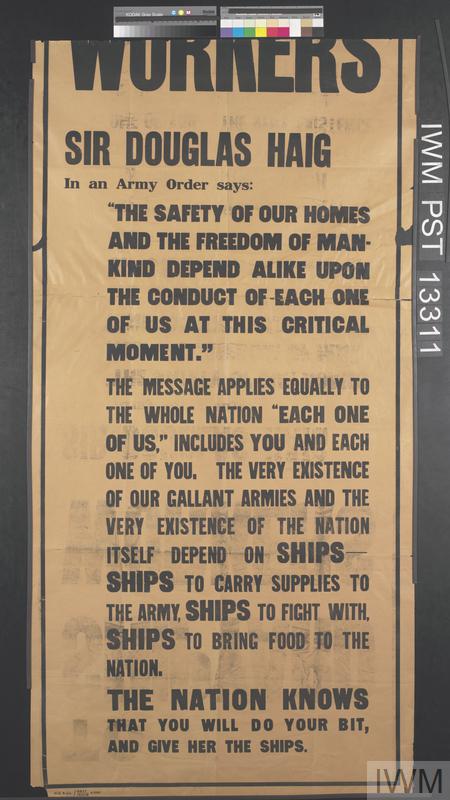 WORKERS
SIR DOUGLAS HAIG
In an Army Order says:
"THE SAFETY OF OUR HOMES
AND THE FREEDOM OF MAN-
KIND DEPEND ALIKE UPON
THE CONDUCT OF EACH ONE
OF US AT THIS CRITICAL
MOMENT."
THE MESSAGE APPLIES EQUALLY TO
THE WHOLE NATION "EACH ONE
OF US," INCLUDES YOU AND EACH
ONE OF YOU. THE VERY EXISTENCE
OF OUR GALLANT ARMIES AND THE
VERY EXISTENCE OF THE NATION
ITSELF DEPEND ON SHIPS—
SHIPS TO CARRY SUPPLIES TO
THE ARMY, SHIPS TO FIGHT WITH,
SHIPS TO BRING FOOD TO THE
NATION.
THE NATION KNOWS
THAT YOU WILL DO YOUR BIT,
AND GIVE HER THE SHIPS.
IWM PST 13311
IWM